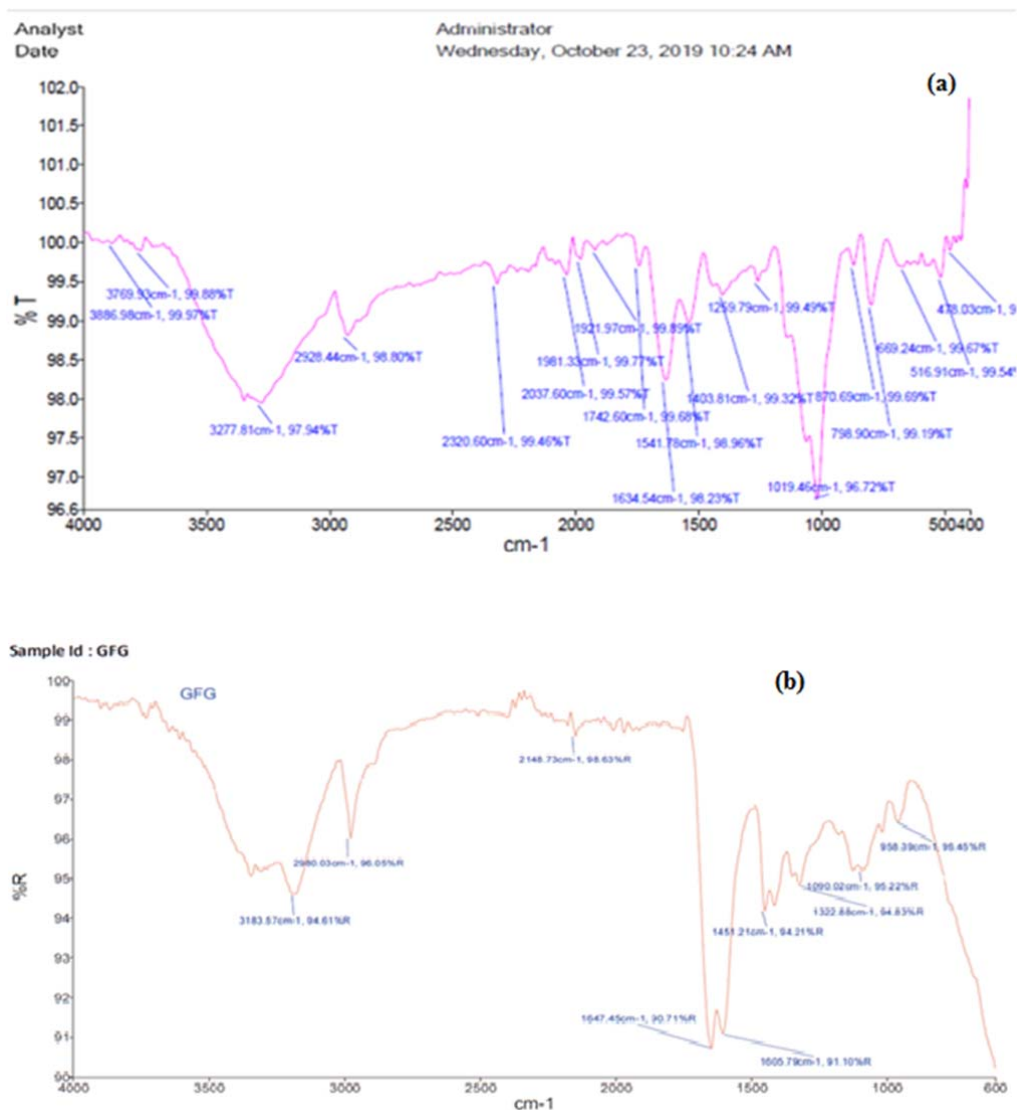 Analyst Administrator
Date Wednesday, October 23, 2019 10:24 AM
(a)
102.0
101.5
101.0
100.5
100.0
99.5
99.0
98.5
98.0
97.5
97.0
96.5
%T
3769.93cm-1, 99.88%T
3886.98cm-1, 99.97%T
2928.44cm-1, 98.80%T
3277.81cm-1, 97.94%T
2320.60cm-1, 99.46%T
2037.60cm-1, 99.57%T
1981.33cm-1, 99.77%T
1921.97cm-1, 99.89%T
1742.60cm-1, 99.68%T
1634.54cm-1, 98.23%T
1541.78cm-1, 98.96%T
1403.81cm-1, 99.32%T
1259.79cm-1, 99.49%T
1019.46cm-1, 96.72%T
870.69cm-1, 99.69%T
798.90cm-1, 99.19%T
669.24cm-1, 99.67%T
516.91cm-1, 99.54%
478.03cm-1, 9
4000 3500 3000 2500 2000 1500 1000 500 400
cm-1
Sample Id : GFG
(b)
GFG
100
99
98
97
96
95
94
93
92
91
90
%R
2148.73cm-1, 98.63%R
2980.03cm-1, 96.05%R
3183.57cm-1, 94.61%R
958.39cm-1, 96.45%R
1090.02cm-1, 95.22%R
1322.88cm-1, 94.83%R
1451.21cm-1, 94.21%R
1647.45cm-1, 90.71%R
1605.79cm-1, 91.10%R
4000 3500 3000 2500 2000 1500 1000 600
cm-1